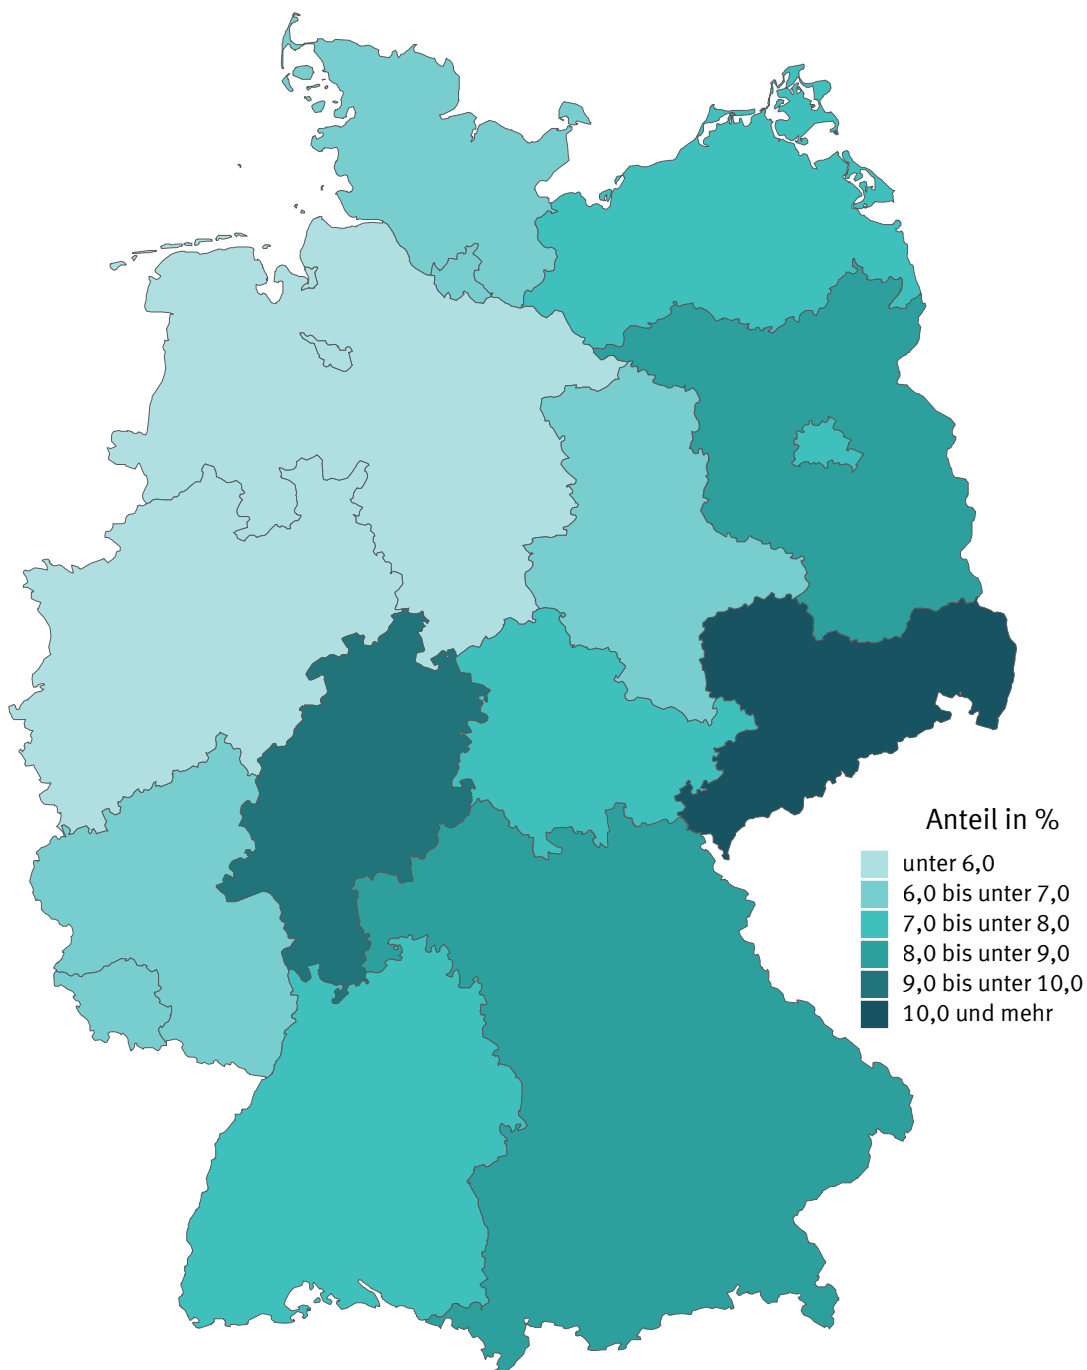 Anteil in %
unter 6,0
6,0 bis unter 7,0
7,0 bis unter 8,0
8,0 bis unter 9,0
9,0 bis unter 10,0
10,0 und mehr